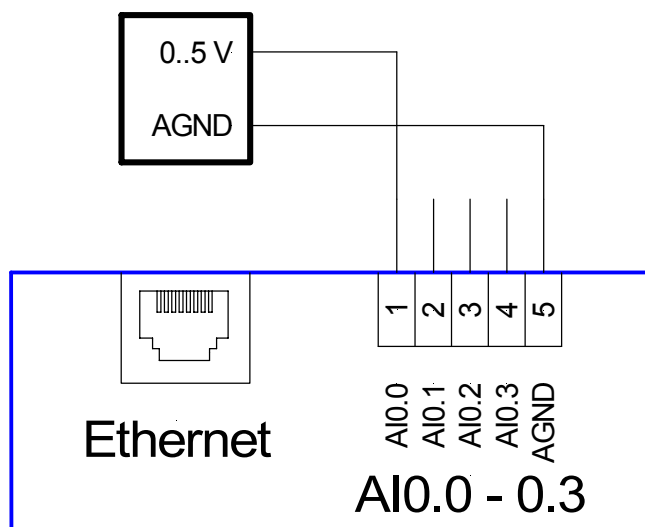 0..5 V
AGND
1 2 3 4 5
AI0.0
AI0.1
AI0.2
AI0.3
AGND
Ethernet
AI0.0 - 0.3